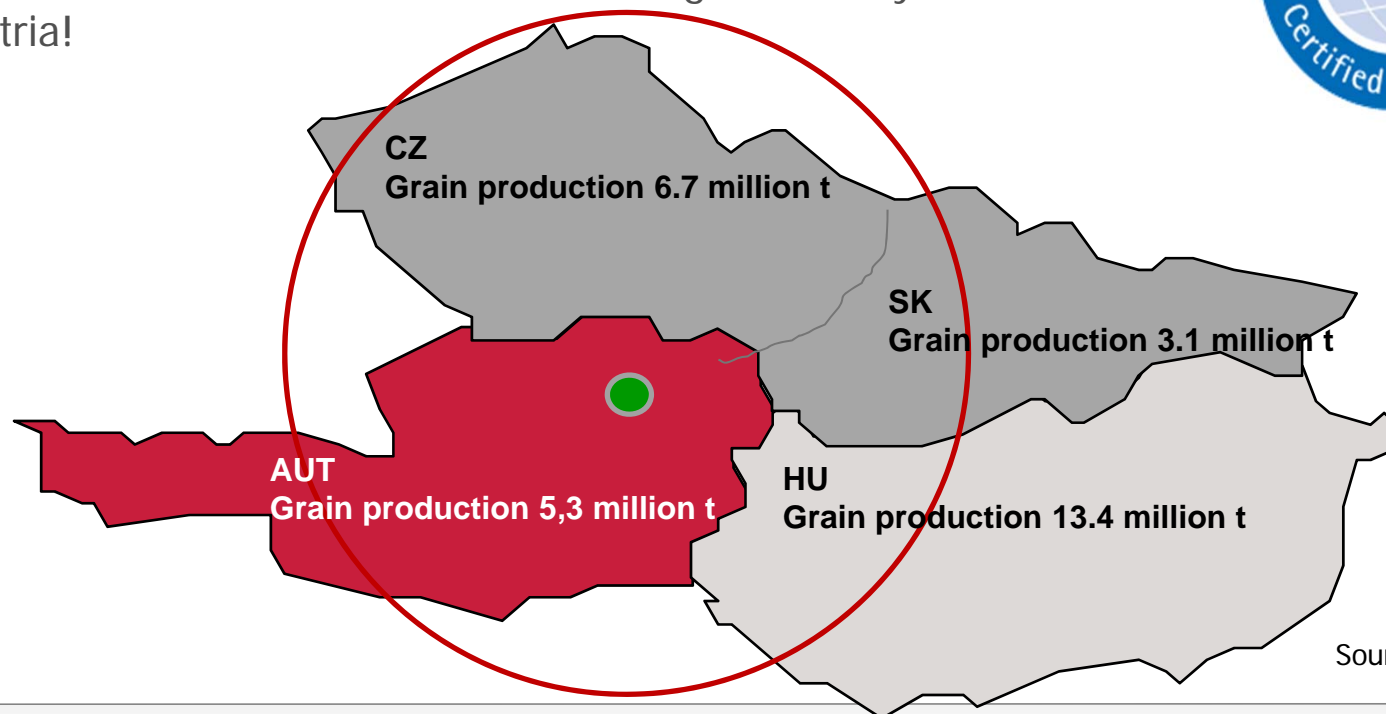 tria!
Certified
CZ
Grain production 6.7 million t
SK
Grain production 3.1 million t
AUT
Grain production 5,3 million t
HU
Grain production 13.4 million t
Sour